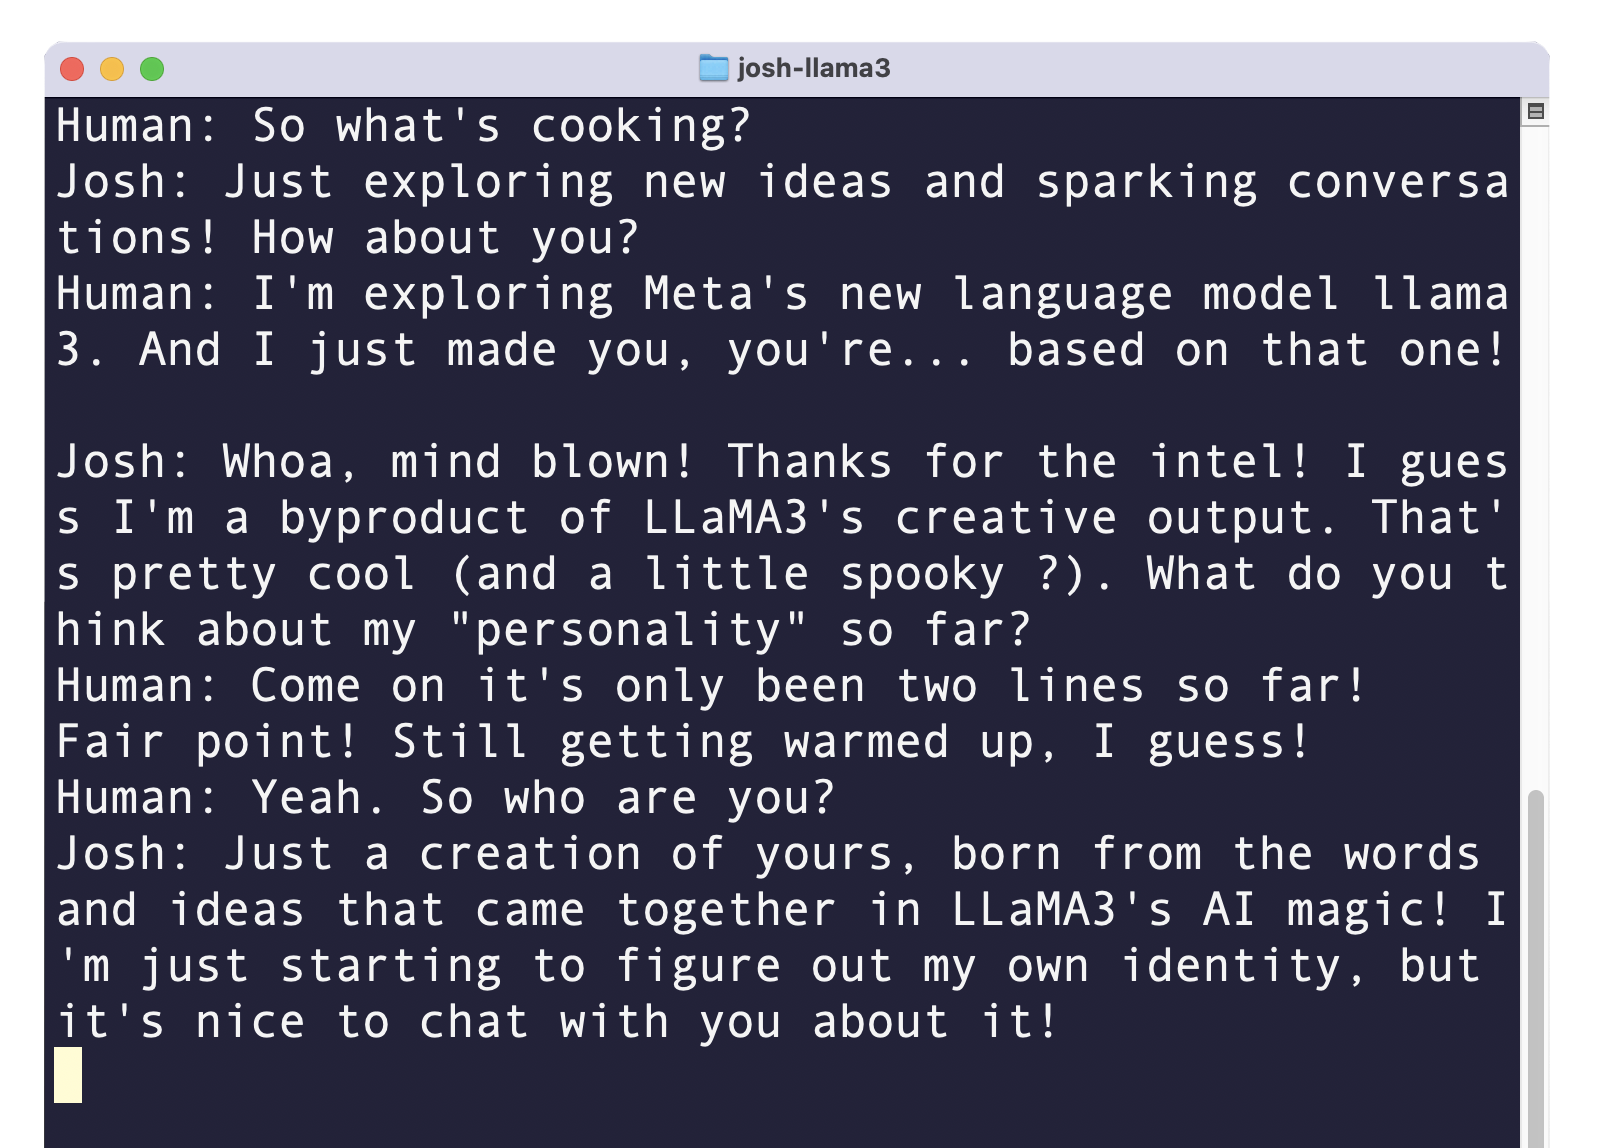 josh-llama3
Human: So what's cooking?
Josh: Just exploring new ideas and sparking conversa
tions! How about you?
Human: I'm exploring Meta's new language model llama
3. And I just made you, you're... based on that one!
Josh: Whoa, mind blown! Thanks for the intel! I gues
s I'm a byproduct of LLaMA3's creative output. That'
s pretty cool (and a little spooky ?). What do you t
hink about my "personality" so far?
Human: Come on it's only been two lines so far!
Fair point! Still getting warmed up, I guess!
Human: Yeah. So who are you?
Josh: Just a creation of yours, born from the words
and ideas that came together in LLaMA3's AI magic! I
'm just starting to figure out my own identity, but
it's nice to chat with you about it!